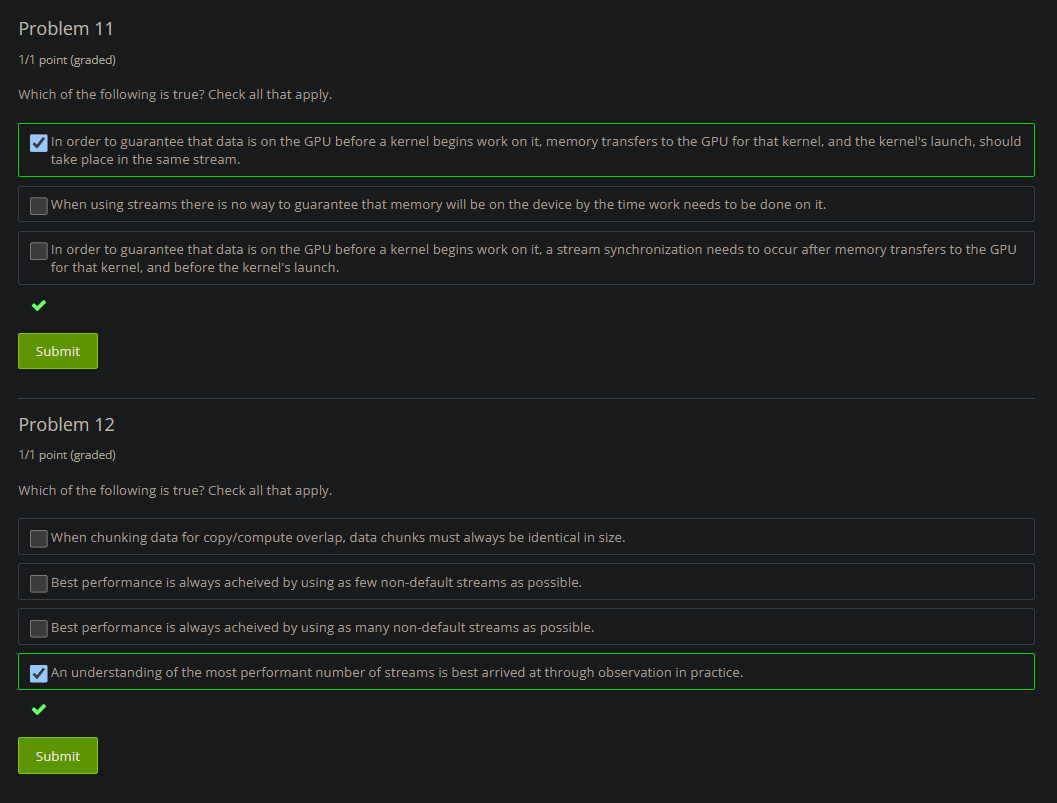 Problem 11
1/1 point (graded)
Which of the following is true? Check all that apply.
In order to guarantee that data is on the GPU before a kernel begins work on it, memory transfers to the GPU for that kernel, and the kernel's launch, should
take place in the same stream.
When using streams there is no way to guarantee that memory will be on the device by the time work needs to be done on it.
In order to guarantee that data is on the GPU before a kernel begins work on it, a stream synchronization needs to occur after memory transfers to the GPU
for that kernel, and before the kernel's launch.
Submit
Problem 12
1/1 point (graded)
Which of the following is true? Check all that apply.
When chunking data for copy/compute overlap, data chunks must always be identical in size.
Best performance is always acheived by using as few non-default streams as possible.
Best performance is always acheived by using as many non-default streams as possible.
An understanding of the most performant number of streams is best arrived at through observation in practice.
Submit